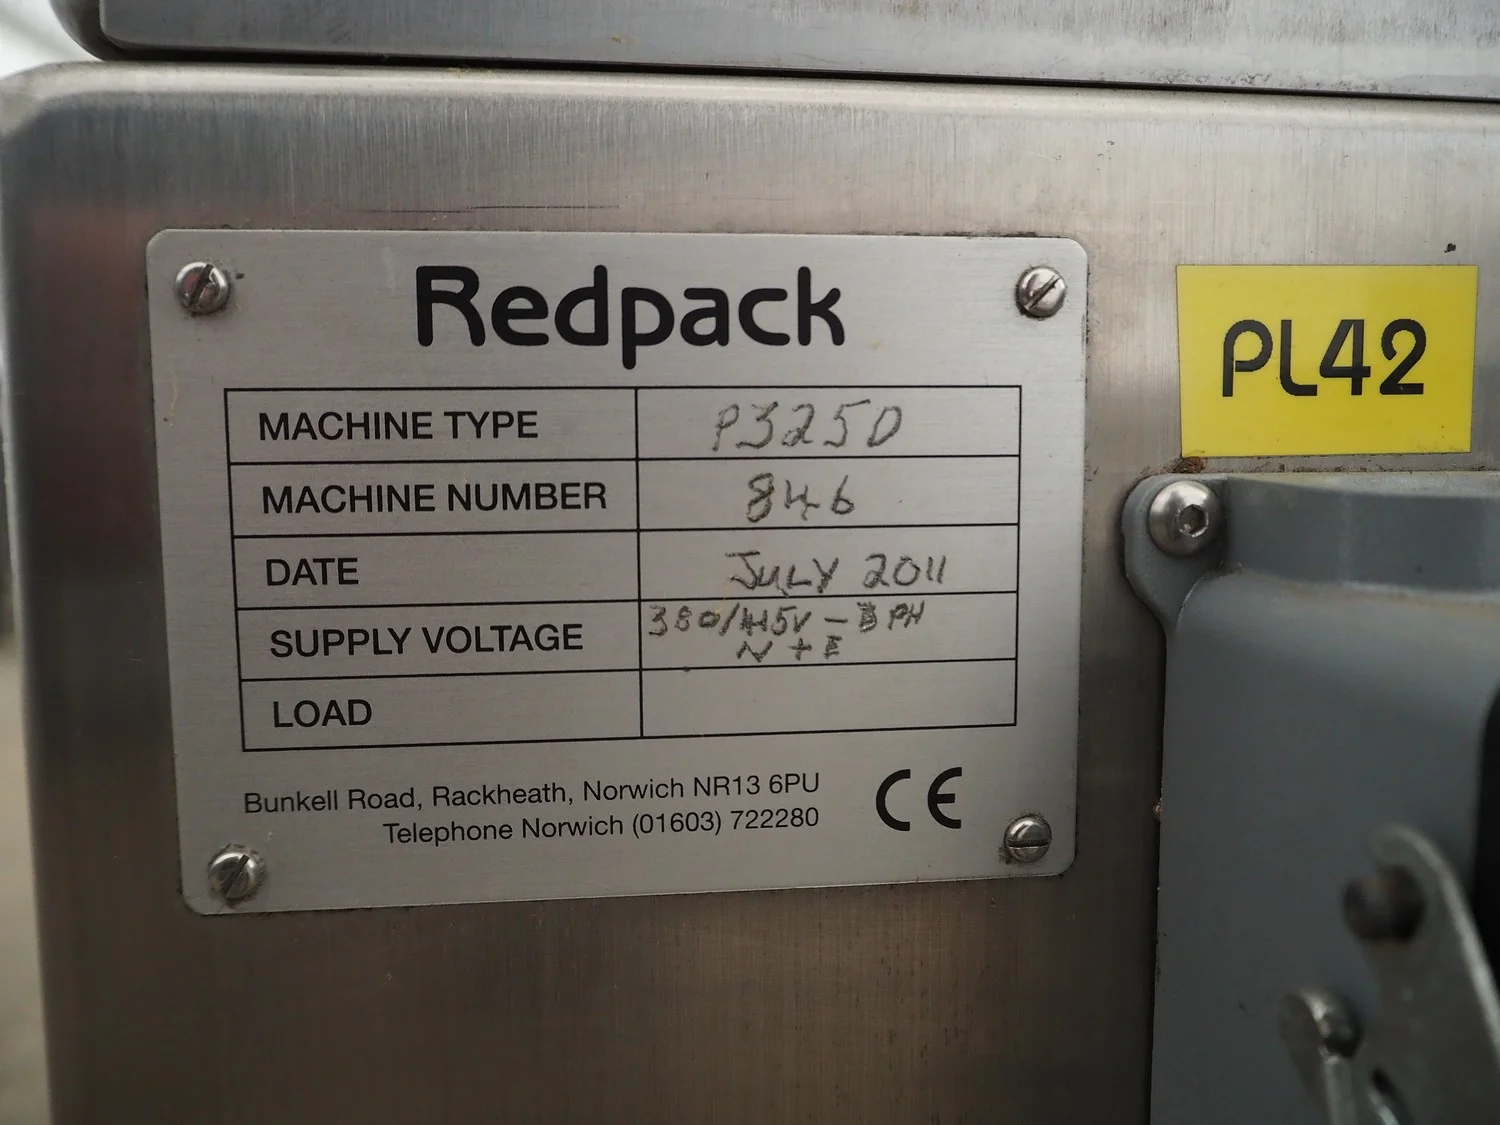 Redpack
PL42
MACHINE TYPE P325D
MACHINE NUMBER 846
DATE JULY 2011
SUPPLY VOLTAGE 380/415V - 3 PH
N + E
LOAD
Bunkell Road, Rackheath, Norwich NR13 6PU
Telephone Norwich (01603) 722280
CE